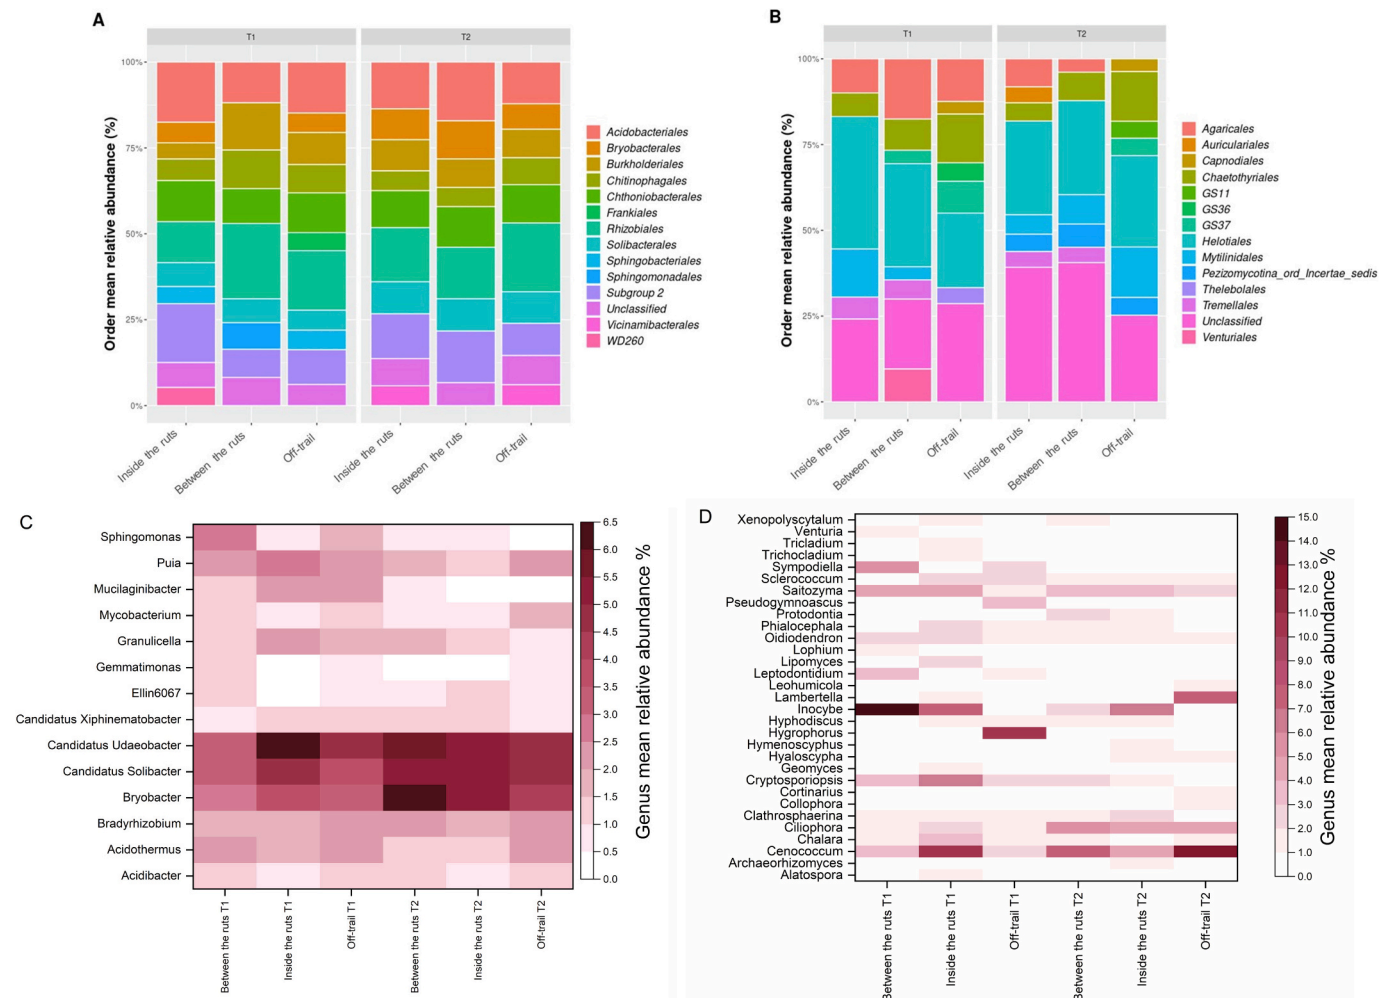 A
T1
T2
100%
75%
50%
25%
0%
Order mean relative abundance (%)
Inside the ruts
Between the ruts
Off-trail
Inside the ruts
Between the ruts
Off-trail
Acidobacteriales
Bryobacterales
Burkholderiales
Chitinophagales
Chthoniobacterales
Frankiales
Rhizobiales
Solibacterales
Sphingobacteriales
Sphingomonadales
Subgroup 2
Unclassified
Vicinamibacterales
WD260
B
T1
T2
100%
75%
50%
25%
0%
Order mean relative abundance (%)
Inside the ruts
Between the ruts
Off-trail
Inside the ruts
Between the ruts
Off-trail
Agaricales
Auriculariales
Capnodiales
Chaetothyriales
GS11
GS36
GS37
Helotiales
Mytilinidales
Pezizomycotina_ord_Incertae_sedis
Thelebolales
Tremellales
Unclassified
Venturiales
C
Sphingomonas
Puia
Mucilaginibacter
Mycobacterium
Granulicella
Gemmatimonas
Ellin6067
Candidatus Xiphinematobacter
Candidatus Udaeobacter
Candidatus Solibacter
Bryobacter
Bradyrhizobium
Acidothermus
Acidibacter
Between the ruts T1
Inside the ruts T1
Off-trail T1
Between the ruts T2
Inside the ruts T2
Off-trail T2
6.5
6.0
5.5
5.0
4.5
4.0
3.5
3.0
2.5
2.0
1.5
1.0
0.5
0.0
Genus mean relative abundance %
D
Xenopolyscytalum
Venturia
Tricladium
Trichocladium
Sympodiella
Sclerococcum
Saitozyma
Pseudogymnoascus
Protodontia
Phialocephala
Oidiodendron
Lophium
Lipomyces
Leptodontidium
Leohumicola
Lambertella
Inocybe
Hyphodiscus
Hygrophorus
Hymenoscyphus
Hyaloscypha
Geomyces
Cryptosporiopsis
Cortinarius
Collophora
Clathrosphaerina
Ciliophora
Chalara
Cenococcum
Archaeorhizomyces
Alatospora
Between the ruts T1
Inside the ruts T1
Off-trail T1
Between the ruts T2
Inside the ruts T2
Off-trail T2
15.0
14.0
13.0
12.0
11.0
10.0
9.0
8.0
7.0
6.0
5.0
4.0
3.0
2.0
1.0
0.0
Genus mean relative abundance %